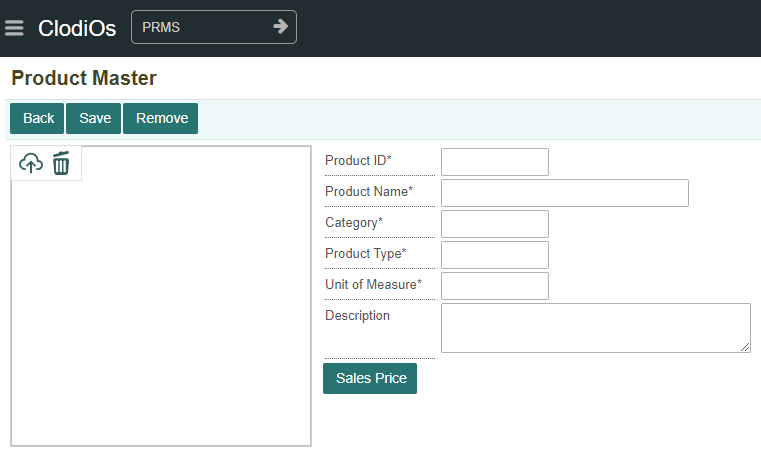 ClodiOs PRMS
Product Master
Back Save Remove
Product ID*
Product Name*
Category*
Product Type*
Unit of Measure*
Description
Sales Price